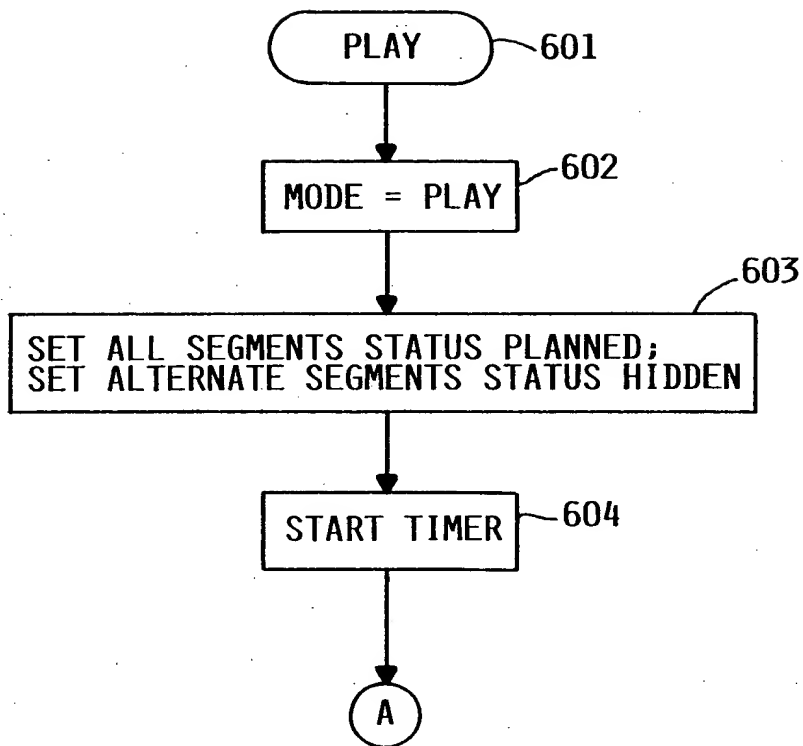 PLAY 601
MODE = PLAY 602
603
SET ALL SEGMENTS STATUS PLANNED;
SET ALTERNATE SEGMENTS STATUS HIDDEN
START TIMER 604
A